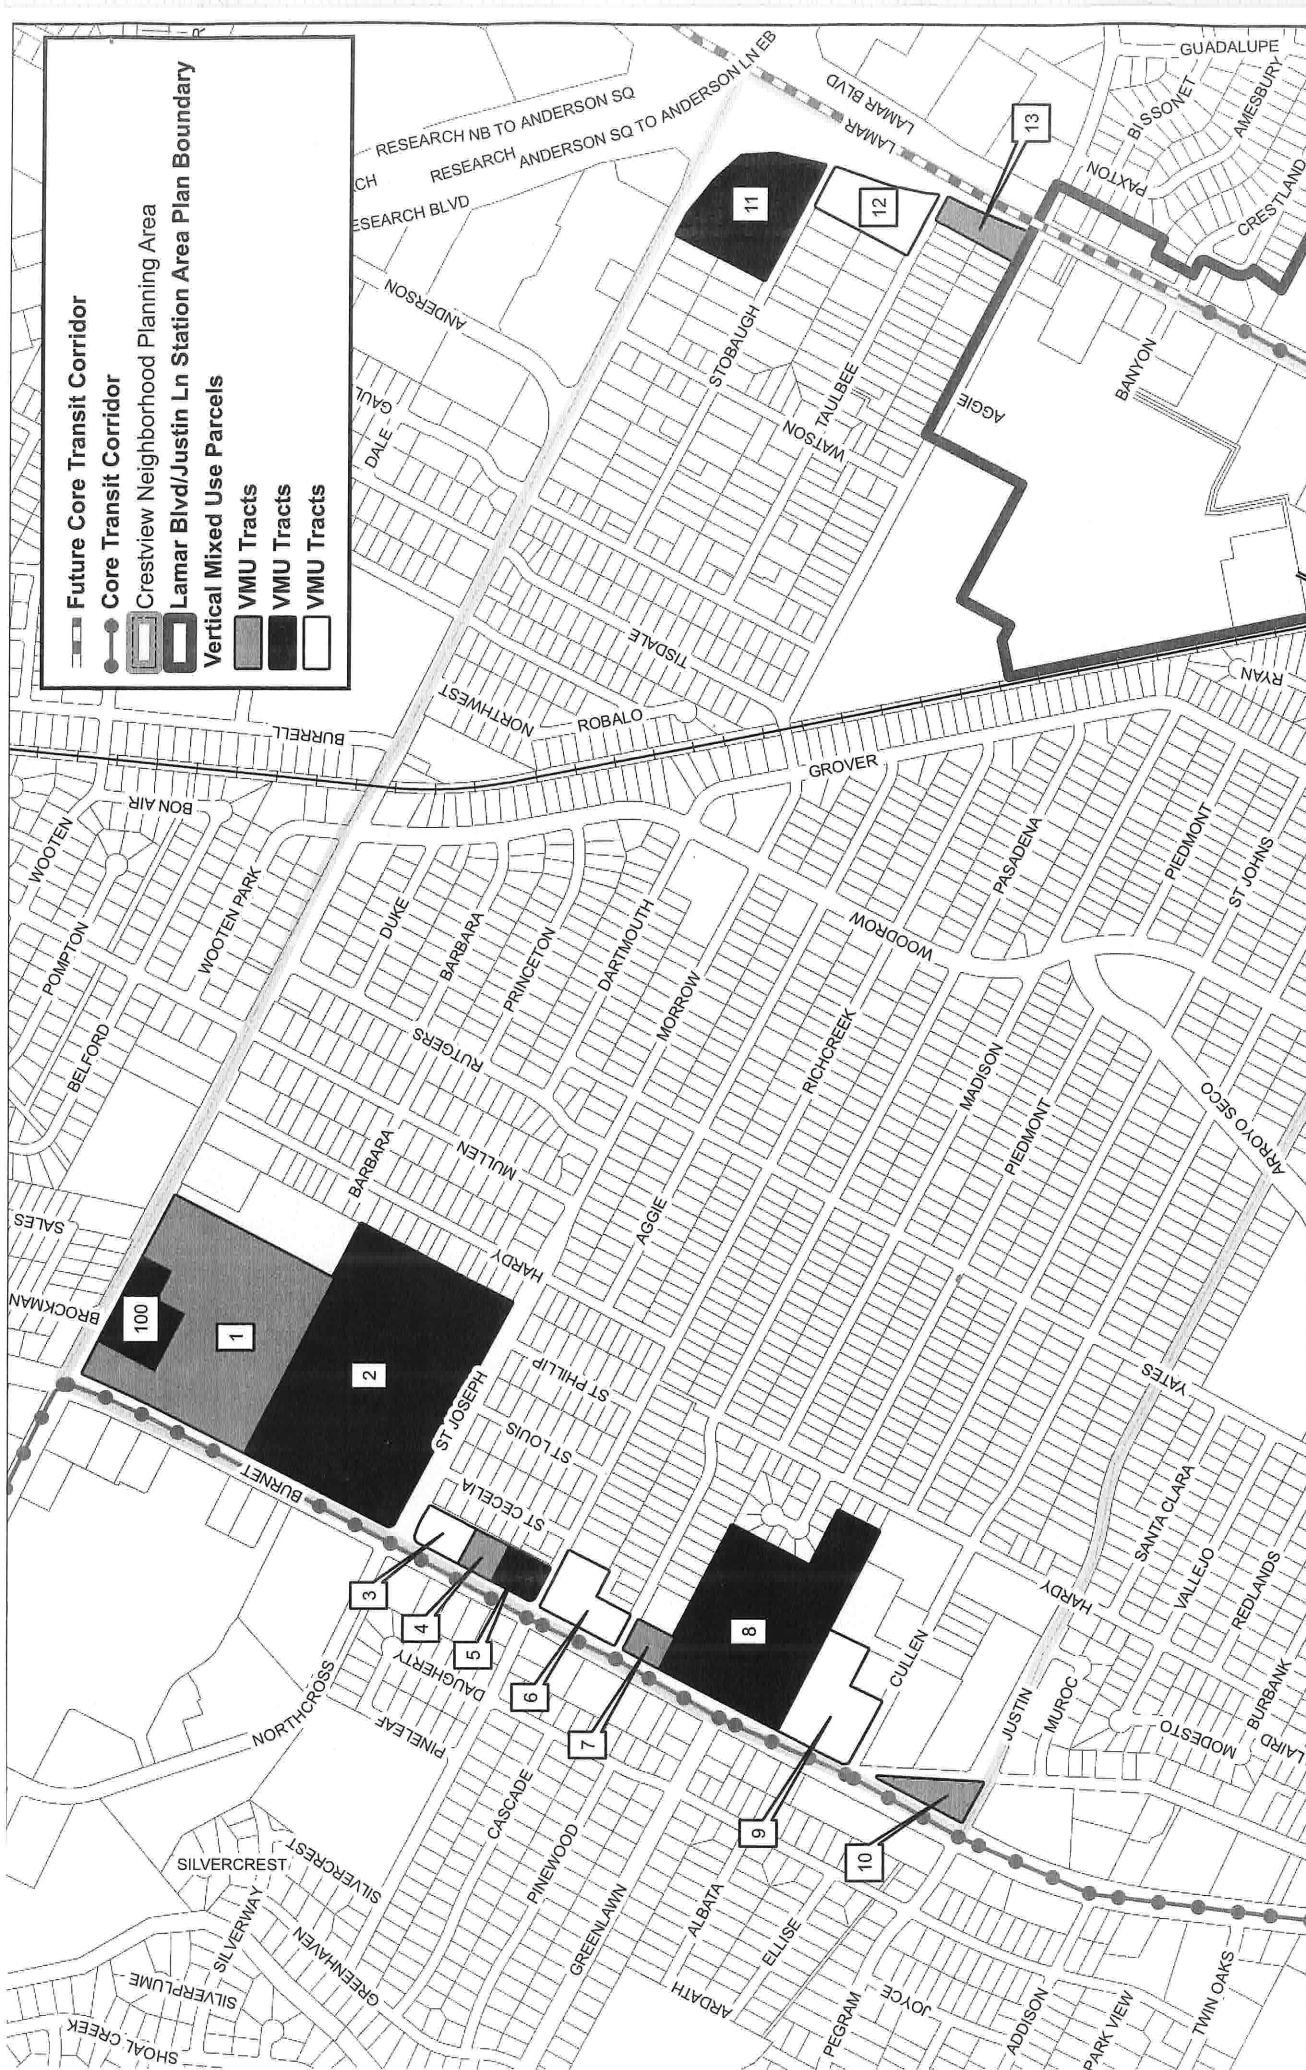 Future Core Transit Corridor
Core Transit Corridor
Crestview Neighborhood Planning Area
Lamar Blvd/Justin Ln Station Area Plan Boundary
Vertical Mixed Use Parcels
VMU Tracts
VMU Tracts
VMU Tracts
RESEARCH NB TO ANDERSON SQ
RESEARCH
ANDERSON SQ TO ANDERSON LN EB
RCH
ESEARCH BLVD
R
LAMAR BLVD
LAMAR
GUADALUPE
BISSONET
AMESBURY
PAXTON
CRESTLAND
ANDERSON
GAUL
DALE
STOBAUGH
TAULBEE
WATSON
AGGIE
BANYON
TISDALE
NORTHWEST
ROBALO
BURRELL
RYAN
GROVER
BON AIR
WOOTEN
POMPTON
WOOTEN PARK
BELFORD
DUKE
BARBARA
PRINCETON
DARTMOUTH
MORROW
RUTGERS
MULLEN
BARBARA
WOODROW
PASADENA
PIEDMONT
ST JOHNS
RICHCREEK
MADISON
PIEDMONT
ARROYO SECO
ARROYO SECO
AGGIE
HARDY
SALES
BROCKMAN
ST JOSEPH
ST PHILLIP
ST LOUIS
ST CECELIA
YATES
SANTA CLARA
VALLEJO
REDLANDS
HARDY
BURBANK
LAIRD
MODESTO
MUROC
JUSTIN
CULLEN
BURNET
NORTHCROSS
DAUGHERTY
PINELEAF
CASCADE
PINEWOOD
GREENLAWN
ALBATA
ELLISE
ARDATH
PEGRAM
JOYCE
ADDISON
PARK VIEW
TWIN OAKS
SILVERCREST
SILVERCREST
SILVERWAY
GREENHAVEN
SILVERPLUME
SHOAL CREEK
100
1
2
3
4
5
6
7
8
9
10
11
12
13